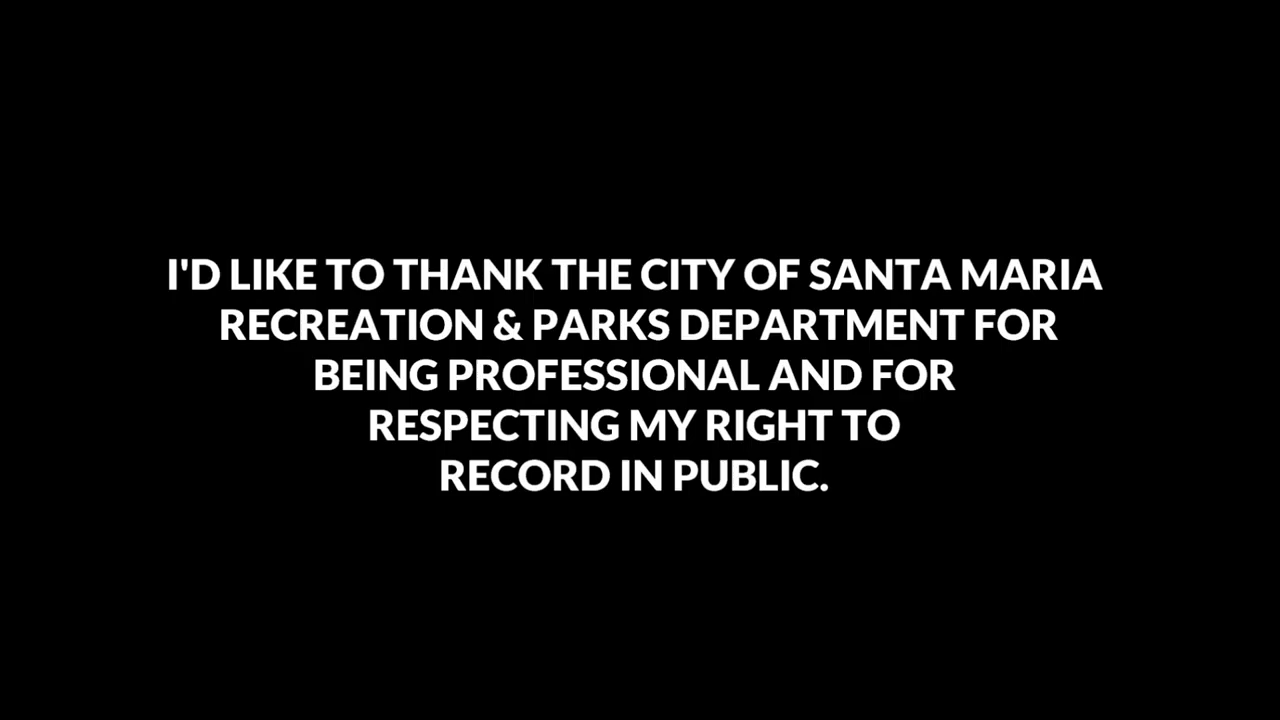 I'D LIKE TO THANK THE CITY OF SANTA MARIA
RECREATION & PARKS DEPARTMENT FOR
BEING PROFESSIONAL AND FOR
RESPECTING MY RIGHT TO
RECORD IN PUBLIC.